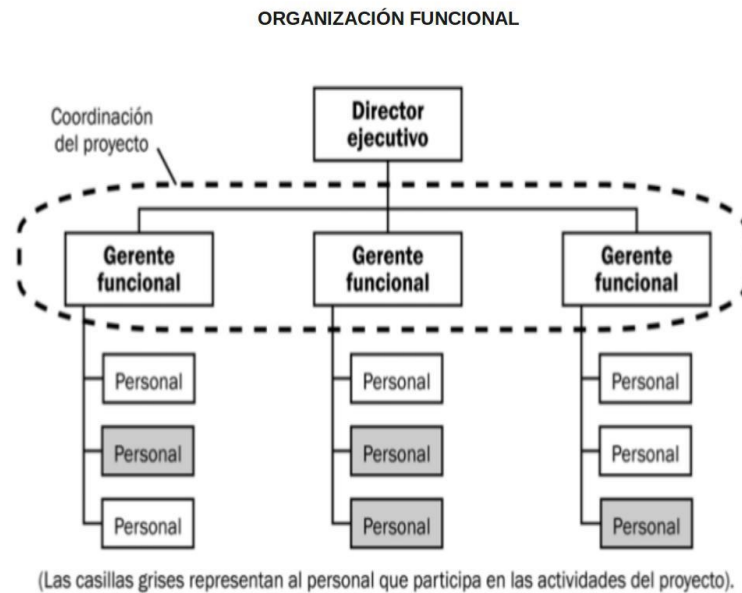 ORGANIZACIÓN FUNCIONAL
Director
ejecutivo
Coordinación
del proyecto
Gerente
funcional
Gerente
funcional
Gerente
funcional
Personal
Personal
Personal
Personal
Personal
Personal
Personal
Personal
Personal
(Las casillas grises representan al personal que participa en las actividades del proyecto).